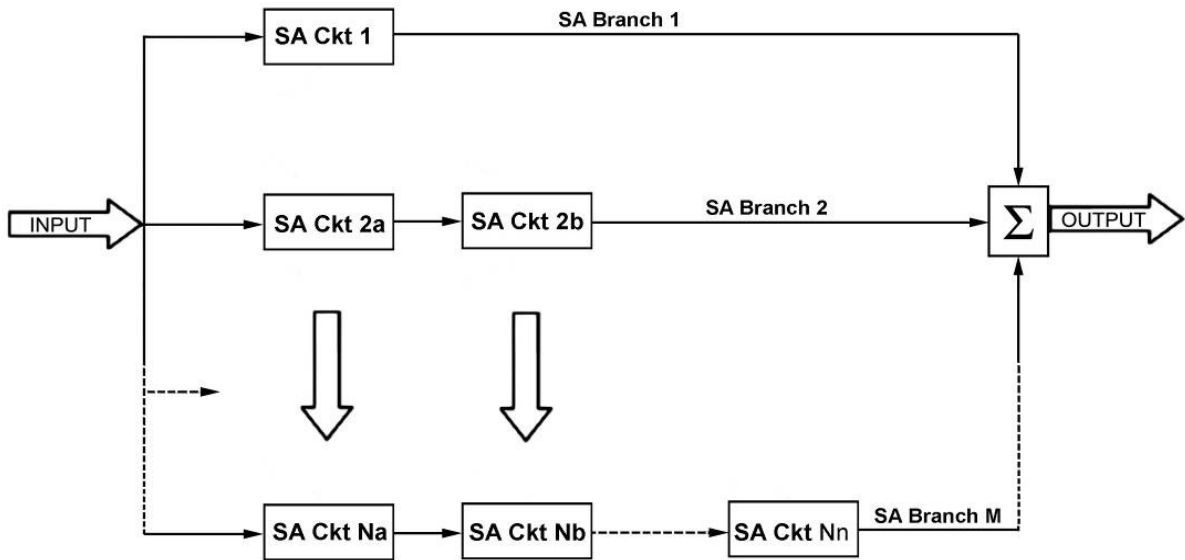 SA Branch 1
SA Ckt 1
INPUT
SA Ckt 2a
SA Ckt 2b
SA Branch 2
Σ
OUTPUT
SA Ckt Na
SA Ckt Nb
SA Ckt Nn
SA Branch M